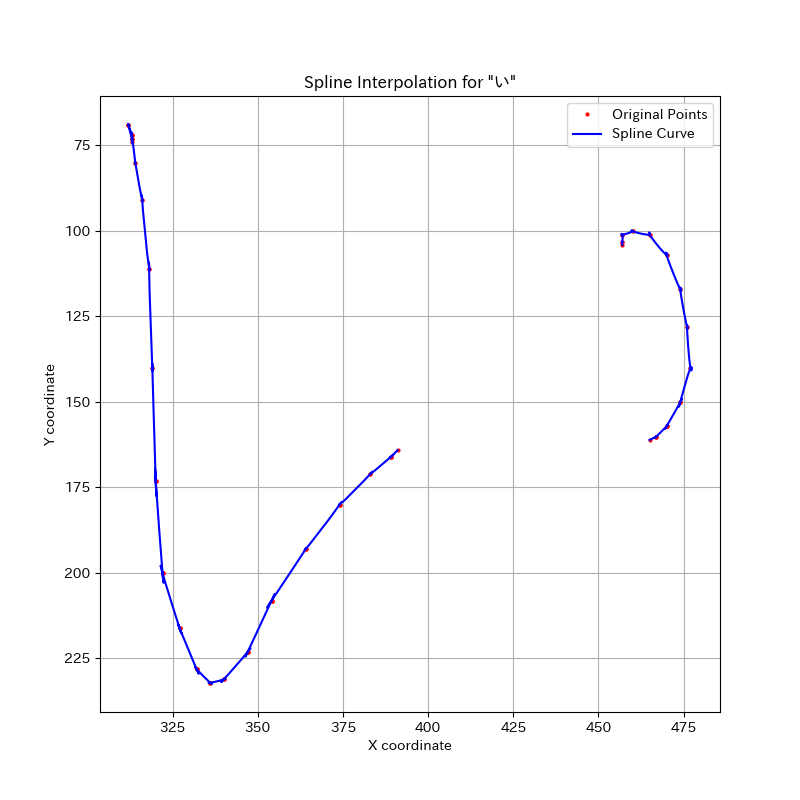 Spline Interpolation for "い"
Original Points
Spline Curve
Y coordinate
75
100
125
150
175
200
225
325
350
375
400
425
450
475
X coordinate